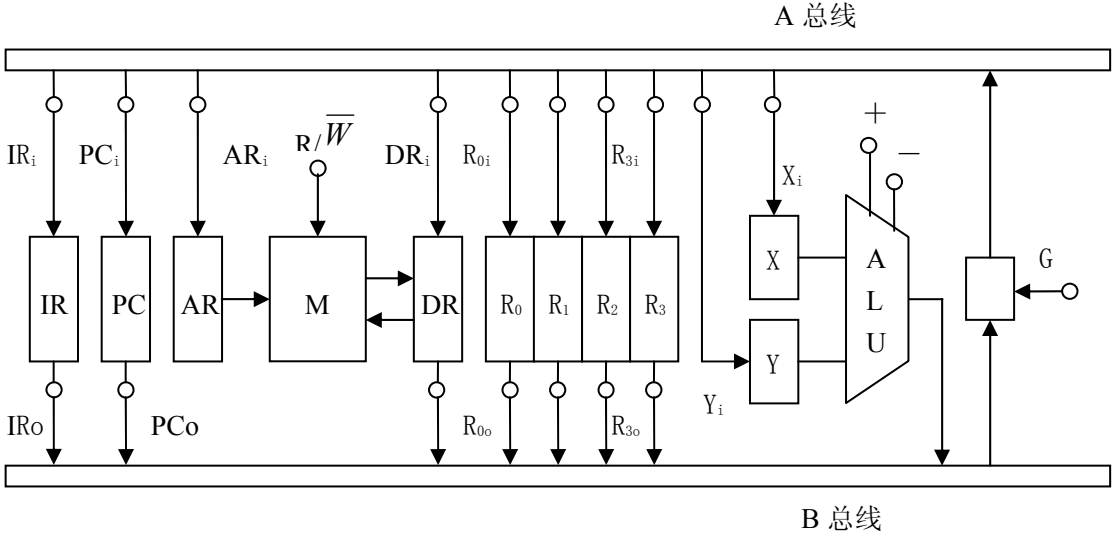 A 总线
+
−
IRᵢ
PCᵢ
ARᵢ
R/W̅
DRᵢ
R₀ᵢ
R₃ᵢ
Xᵢ
IR
PC
AR
M
DR
R₀
R₁
R₂
R₃
X
Y
A
L
U
G
Yᵢ
IRo
PCo
R₀ₒ
R₃ₒ
B 总线